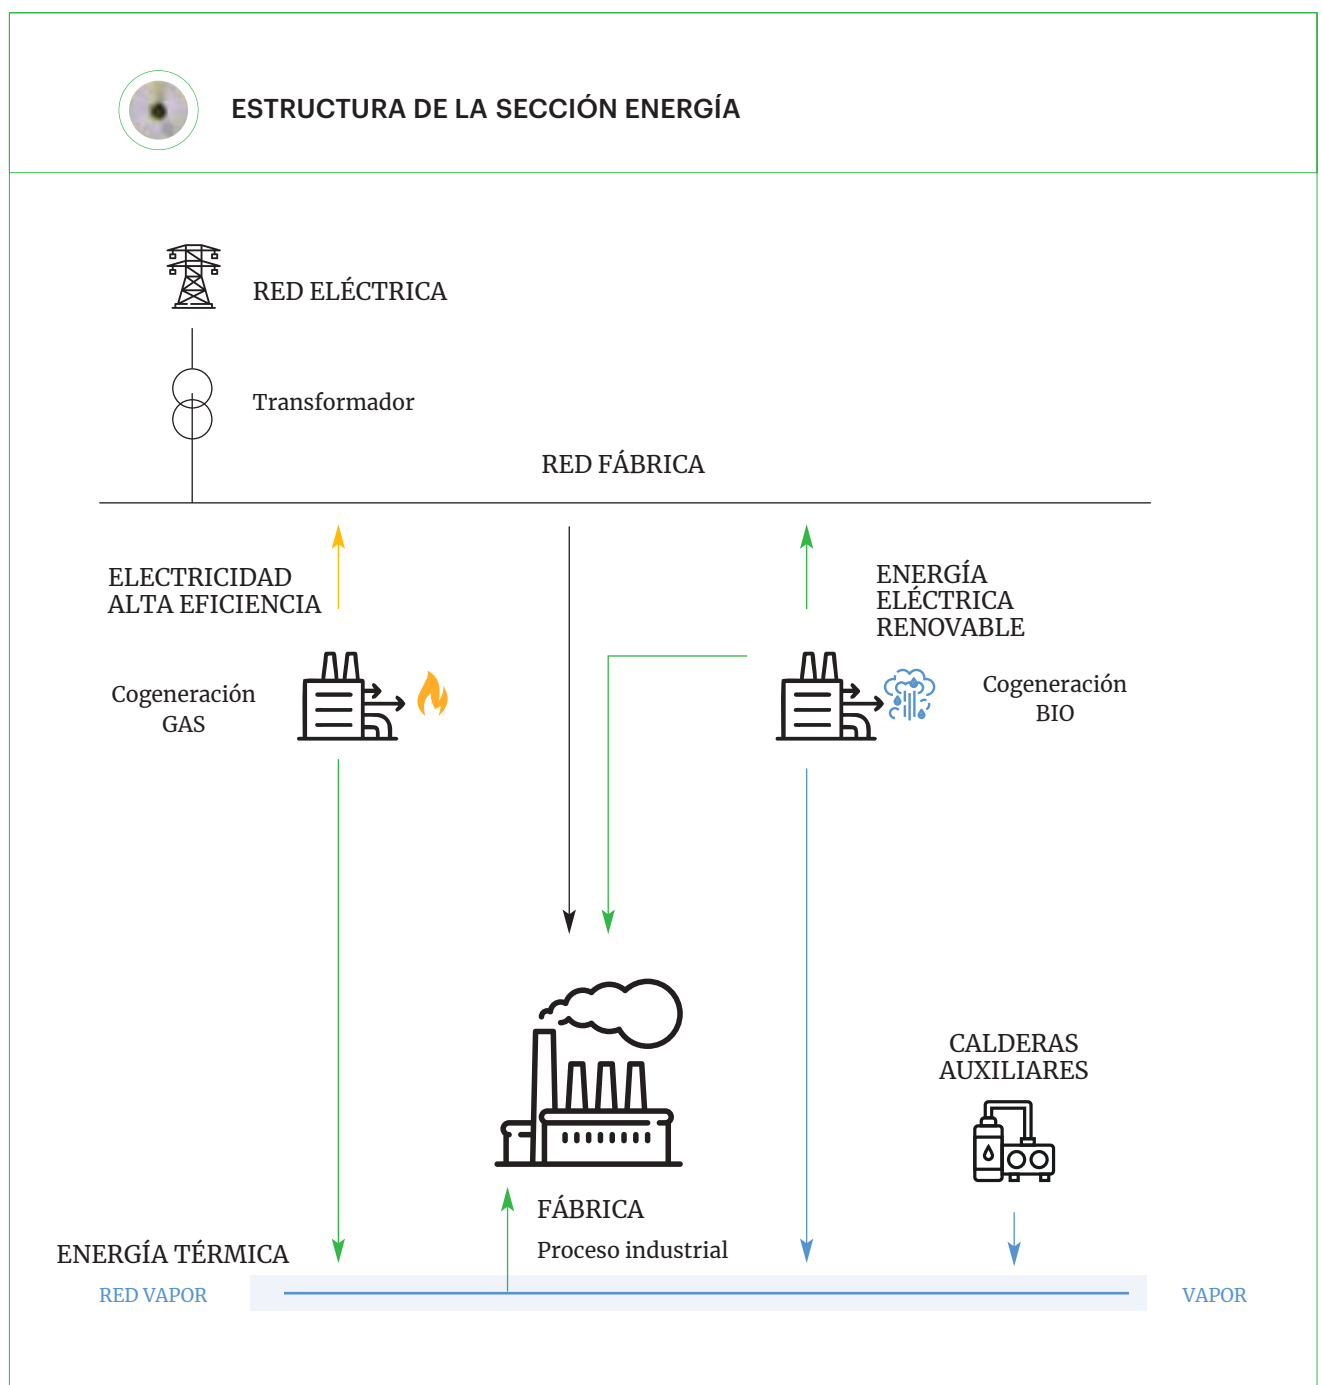 ESTRUCTURA DE LA SECCIÓN ENERGÍA
RED ELÉCTRICA
Transformador
RED FÁBRICA
ELECTRICIDAD
ALTA EFICIENCIA
ENERGÍA
ELÉCTRICA
RENOVABLE
Cogeneración
GAS
Cogeneración
BIO
CALDERAS
AUXILIARES
FÁBRICA
Proceso industrial
ENERGÍA TÉRMICA
RED VAPOR
VAPOR